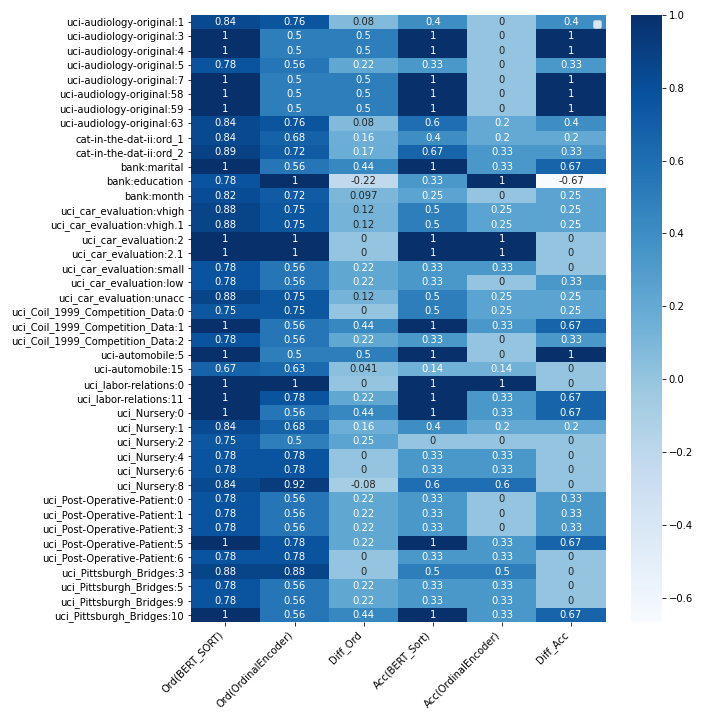 uci-audiology-original:1 0.84 0.76 0.08 0.4 0 0.4
uci-audiology-original:3 1 0.5 0.5 1 0 1
uci-audiology-original:4 1 0.5 0.5 1 0 1
uci-audiology-original:5 0.78 0.56 0.22 0.33 0 0.33
uci-audiology-original:7 1 0.5 0.5 1 0 1
uci-audiology-original:58 1 0.5 0.5 1 0 1
uci-audiology-original:59 1 0.5 0.5 1 0 1
uci-audiology-original:63 0.84 0.76 0.08 0.6 0.2 0.4
cat-in-the-dat-ii:ord_1 0.84 0.68 0.16 0.4 0.2 0.2
cat-in-the-dat-ii:ord_2 0.89 0.72 0.17 0.67 0.33 0.33
bank:marital 1 0.56 0.44 1 0.33 0.67
bank:education 0.78 1 -0.22 0.33 1 -0.67
bank:month 0.82 0.72 0.097 0.25 0 0.25
uci_car_evaluation:vhigh 0.88 0.75 0.12 0.5 0.25 0.25
uci_car_evaluation:vhigh.1 0.88 0.75 0.12 0.5 0.25 0.25
uci_car_evaluation:2 1 1 0 1 1 0
uci_car_evaluation:2.1 1 1 0 1 1 0
uci_car_evaluation:small 0.78 0.56 0.22 0.33 0.33 0
uci_car_evaluation:low 0.78 0.56 0.22 0.33 0 0.33
uci_car_evaluation:unacc 0.88 0.75 0.12 0.5 0.25 0.25
uci_Coil_1999_Competition_Data:0 0.75 0.75 0 0.5 0.25 0.25
uci_Coil_1999_Competition_Data:1 1 0.56 0.44 1 0.33 0.67
uci_Coil_1999_Competition_Data:2 0.78 0.56 0.22 0.33 0 0.33
uci-automobile:5 1 0.5 0.5 1 0 1
uci-automobile:15 0.67 0.63 0.041 0.14 0.14 0
uci_labor-relations:0 1 1 0 1 1 0
uci_labor-relations:11 1 0.78 0.22 1 0.33 0.67
uci_Nursery:0 1 0.56 0.44 1 0.33 0.67
uci_Nursery:1 0.84 0.68 0.16 0.4 0.2 0.2
uci_Nursery:2 0.75 0.5 0.25 0 0 0
uci_Nursery:4 0.78 0.78 0 0.33 0.33 0
uci_Nursery:6 0.78 0.78 0 0.33 0.33 0
uci_Nursery:8 0.84 0.92 -0.08 0.6 0.6 0
uci_Post-Operative-Patient:0 0.78 0.56 0.22 0.33 0 0.33
uci_Post-Operative-Patient:1 0.78 0.56 0.22 0.33 0 0.33
uci_Post-Operative-Patient:3 0.78 0.56 0.22 0.33 0 0.33
uci_Post-Operative-Patient:5 1 0.78 0.22 1 0.33 0.67
uci_Post-Operative-Patient:6 0.78 0.78 0 0.33 0.33 0
uci_Pittsburgh_Bridges:3 0.88 0.88 0 0.5 0.5 0
uci_Pittsburgh_Bridges:5 0.78 0.56 0.22 0.33 0.33 0
uci_Pittsburgh_Bridges:9 0.78 0.56 0.22 0.33 0.33 0
uci_Pittsburgh_Bridges:10 1 0.56 0.44 1 0.33 0.67
Ord(BERT_SORT)
Ord(OrdinalEncoder)
Diff_Ord
Acc(BERT_Sort)
Acc(OrdinalEncoder)
Diff_Acc
1.0
0.8
0.6
0.4
0.2
0.0
−0.2
−0.4
−0.6